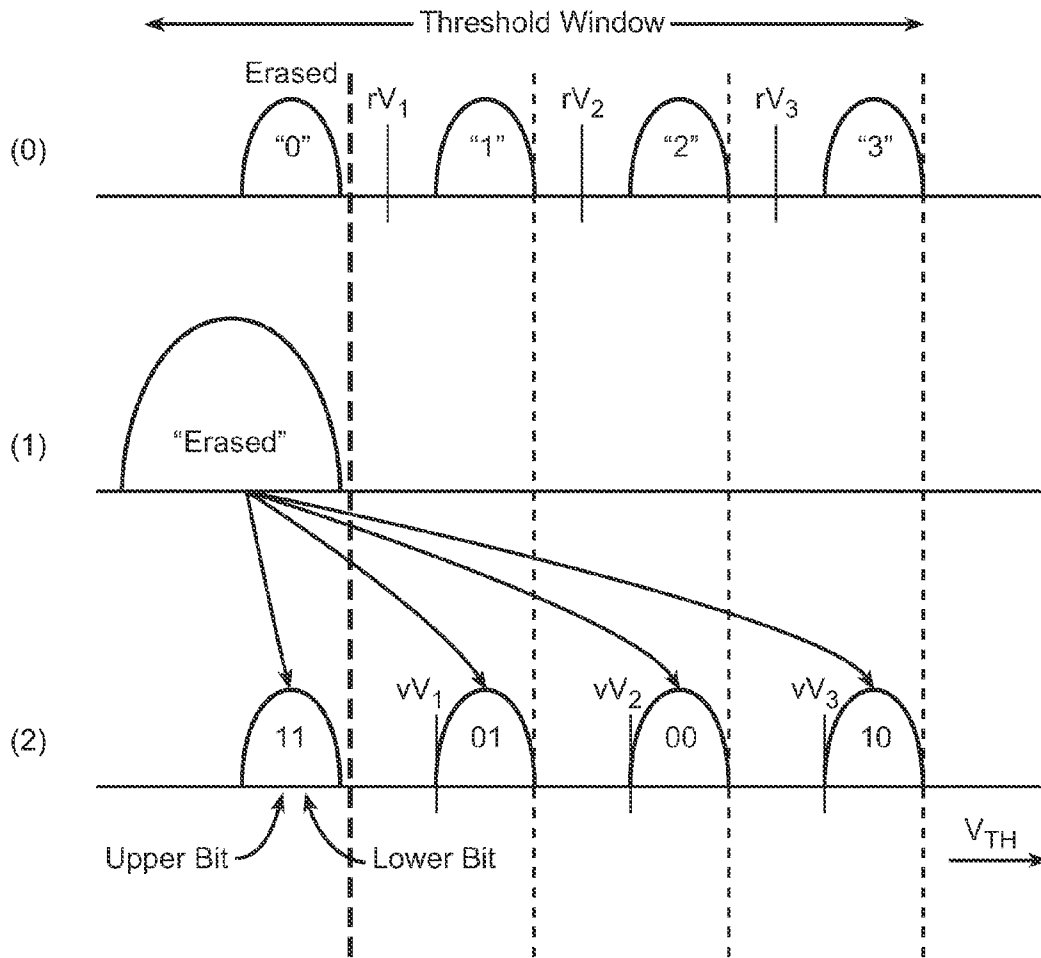 Threshold Window
Erased
rV1 rV2 rV3
(0) "0" "1" "2" "3"
(1) "Erased"
vV1 vV2 vV3
(2) 11 01 00 10
Upper Bit Lower Bit
VTH